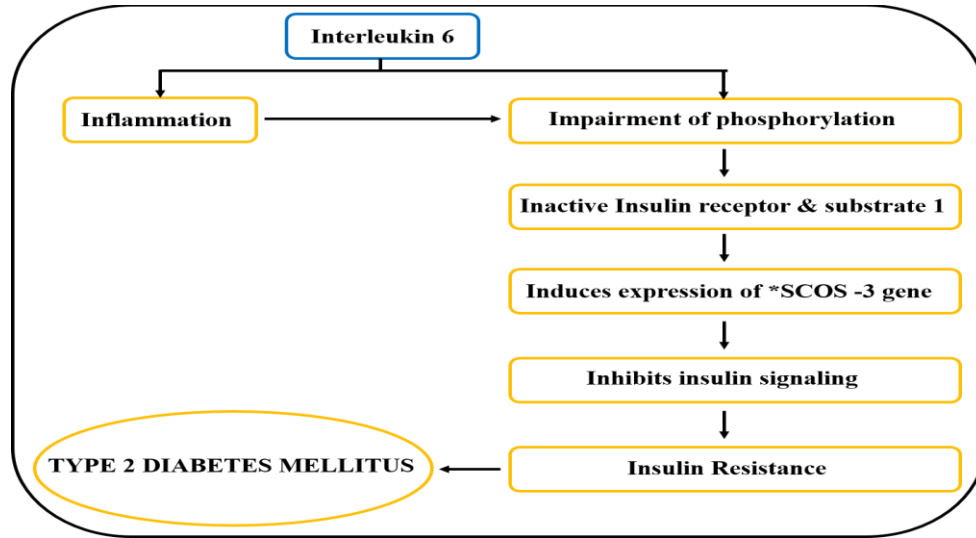 Interleukin 6
Inflammation
Impairment of phosphorylation
Inactive Insulin receptor & substrate 1
Induces expression of *SCOS -3 gene
Inhibits insulin signaling
TYPE 2 DIABETES MELLITUS
Insulin Resistance